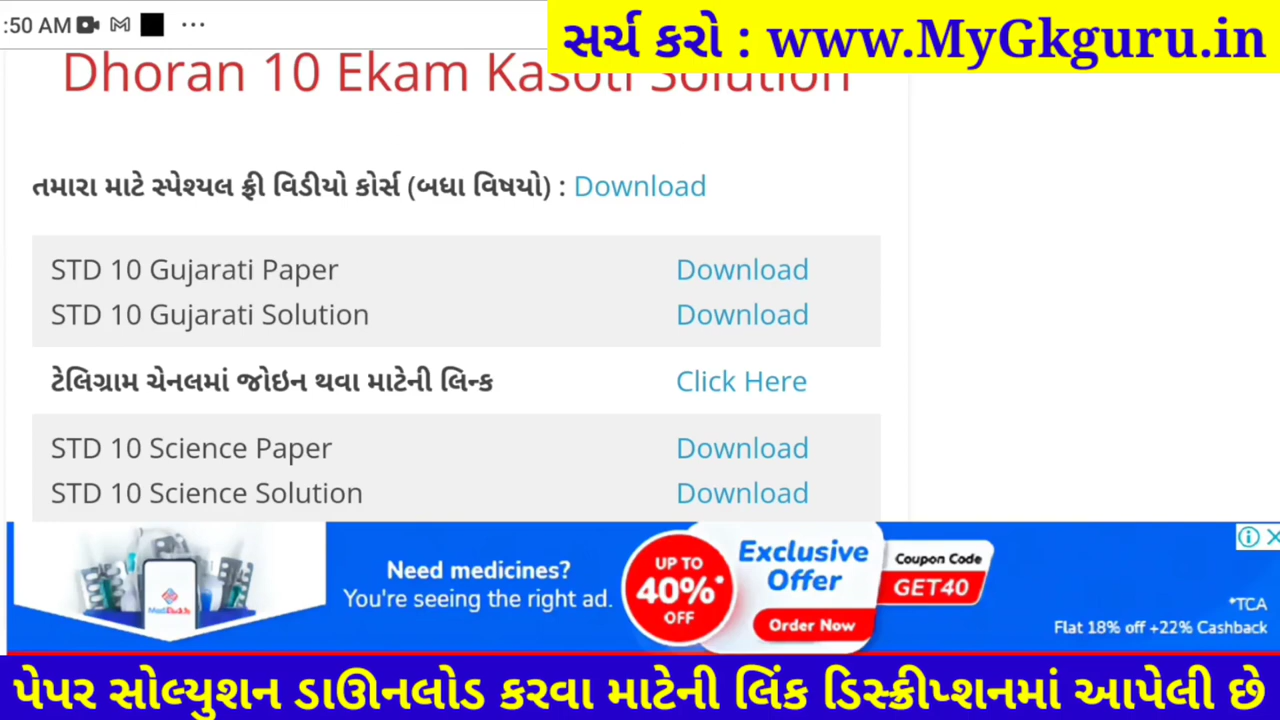 :50 AM
સર્ચ કરો : www.MyGkguru.in
Dhoran 10 Ekam Kasoti Solution
તમારા માટે સ્પેશ્યલ ફ્રી વિડીયો કોર્સ (બધા વિષયો) : Download
STD 10 Gujarati Paper Download
STD 10 Gujarati Solution Download
ટેલિગ્રામ ચેનલમાં જોઇન થવા માટેની લિન્ક Click Here
STD 10 Science Paper Download
STD 10 Science Solution Download
Need medicines?
You're seeing the right ad.
UP TO
40%*
OFF
Exclusive
Offer
Order Now
Coupon Code
GET40
*TCA
Flat 18% off +22% Cashback
પેપર સોલ્યુશન ડાઊનલોડ કરવા માટેની લિંક ડિસ્ક્રીપ્શનમાં આપેલી છે